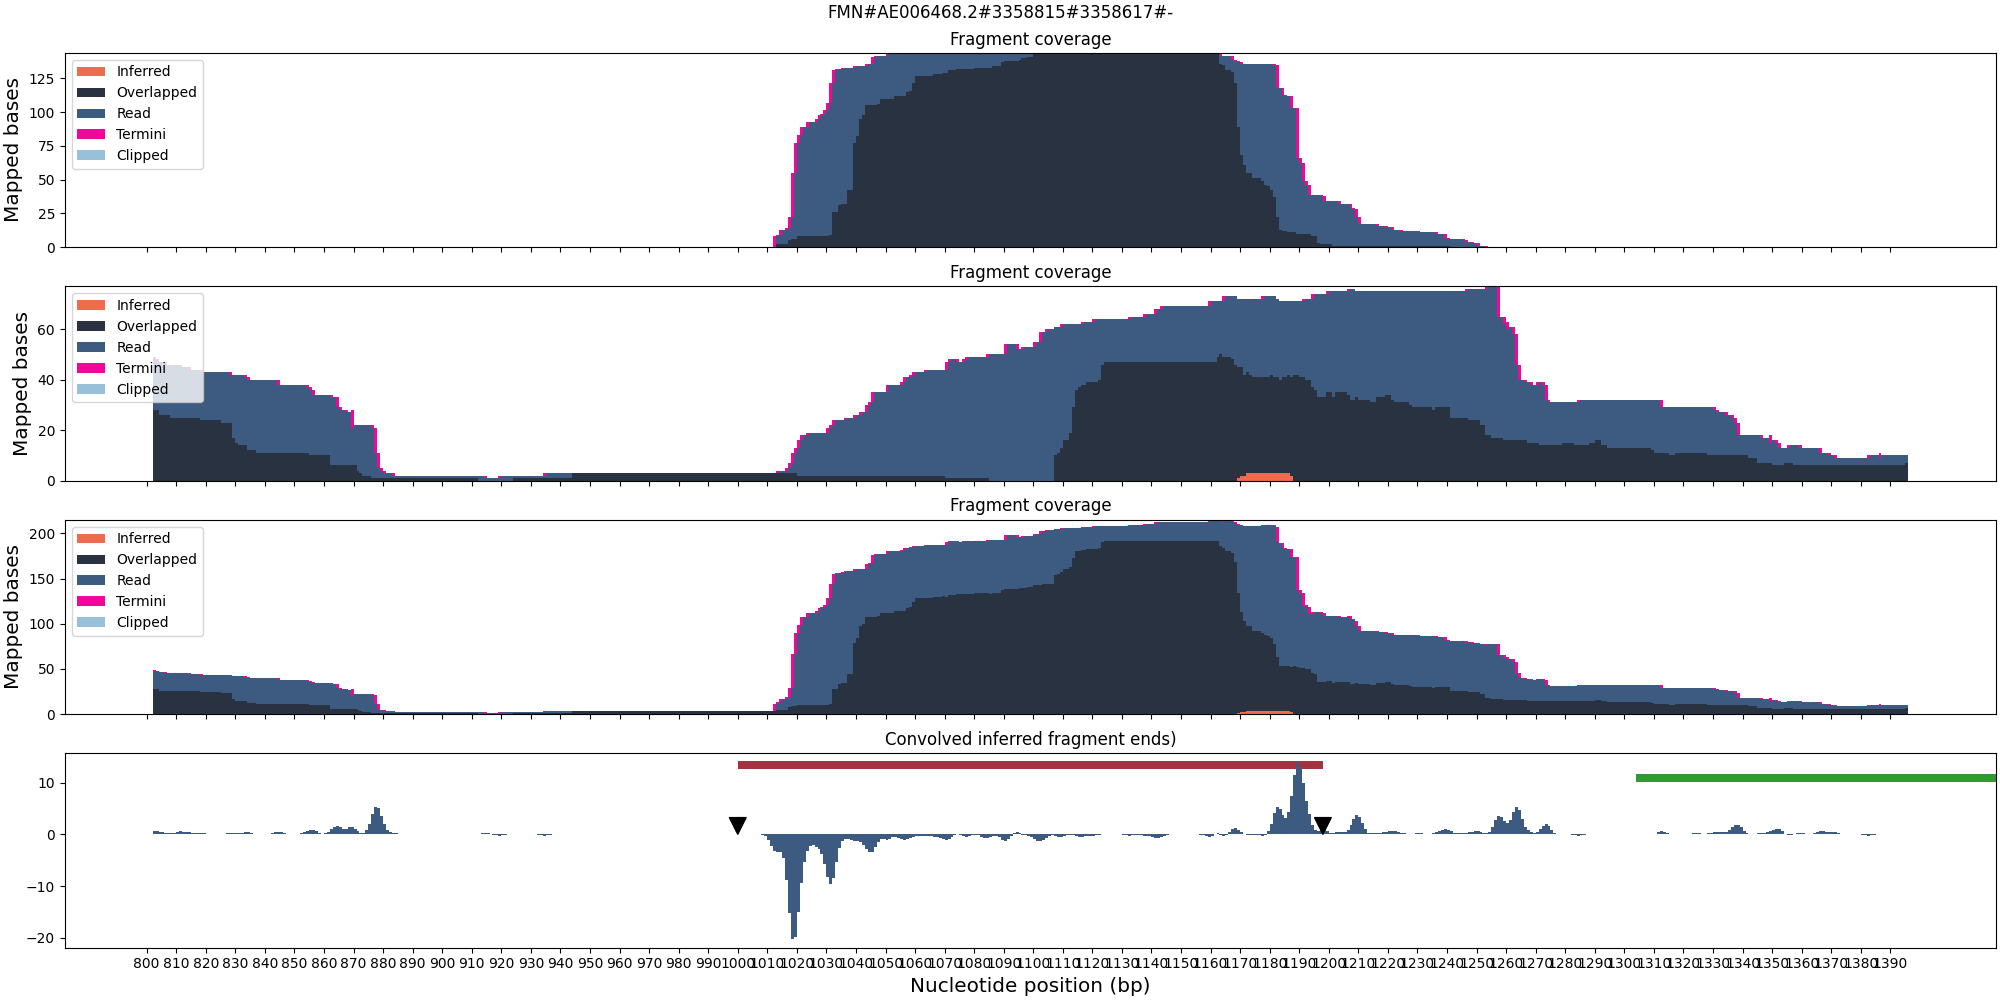 FMN#AE006468.2#3358815#3358617#-
Fragment coverage
Mapped bases
125
100
75
50
25
0
Inferred
Overlapped
Read
Termini
Clipped
Fragment coverage
Mapped bases
60
40
20
0
Inferred
Overlapped
Read
Termini
Clipped
Fragment coverage
Mapped bases
200
150
100
50
0
Inferred
Overlapped
Read
Termini
Clipped
Convolved inferred fragment ends)
10
0
−10
−20
800 810 820 830 840 850 860 870 880 890 900 910 920 930 940 950 960 970 980 990 1000 1010 1020 1030 1040 1050 1060 1070 1080 1090 1100 1110 1120 1130 1140 1150 1160 1170 1180 1190 1200 1210 1220 1230 1240 1250 1260 1270 1280 1290 1300 1310 1320 1330 1340 1350 1360 1370 1380 1390
Nucleotide position (bp)